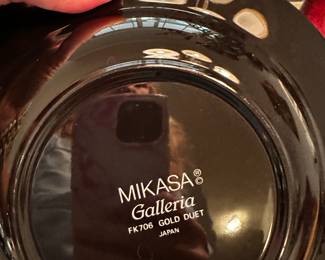 MIKASA®©
Galleria
FK706 GOLD DUET
JAPAN